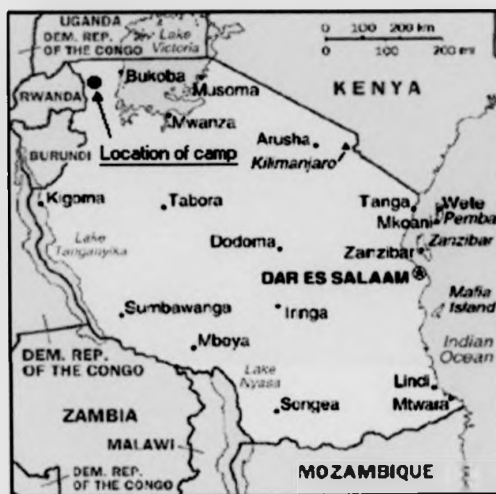 UGANDA
DEM. REP.
OF THE CONGO
Lake
Victoria
0 100 200 km
0 100 200 mi
Bukoba
Musoma
KENYA
RWANDA
Mwanza
BURUNDI
Location of camp
Arusha
Kilimanjaro
Kigoma
Tabora
Tanga
Wete
Mkoani
Pemba
Lake
Tanganyika
Dodoma
Zanzibar
Zanzibar
DAR ES SALAAM
Mafia
Island
Sumbawanga
Iringa
Mboya
Indian
Ocean
DEM. REP.
OF THE CONGO
Lake
Nyasa
Lindi
Mtwara
ZAMBIA
Songea
MALAWI
DEM. REP.
OF THE CONGO
MOZAMBIQUE